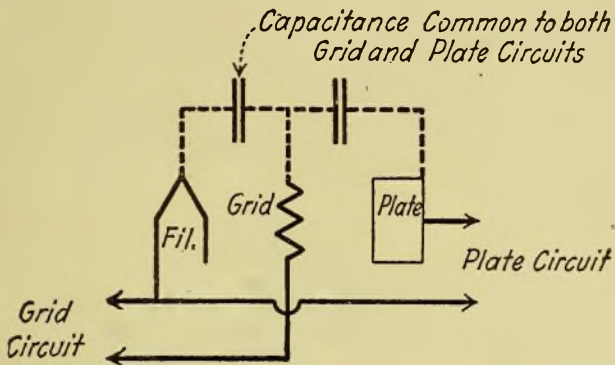 Capacitance Common to both
Grid and Plate Circuits
Fil.
Grid
Plate
Plate Circuit
Grid
Circuit